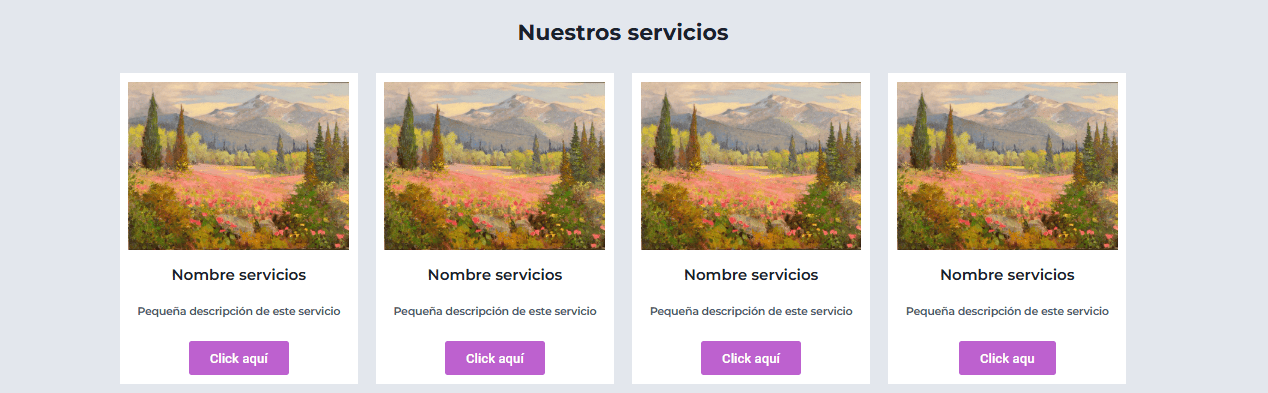 Nuestros servicios
Nombre servicios
Pequeña descripción de este servicio
Click aquí
Nombre servicios
Pequeña descripción de este servicio
Click aquí
Nombre servicios
Pequeña descripción de este servicio
Click aquí
Nombre servicios
Pequeña descripción de este servicio
Click aqu